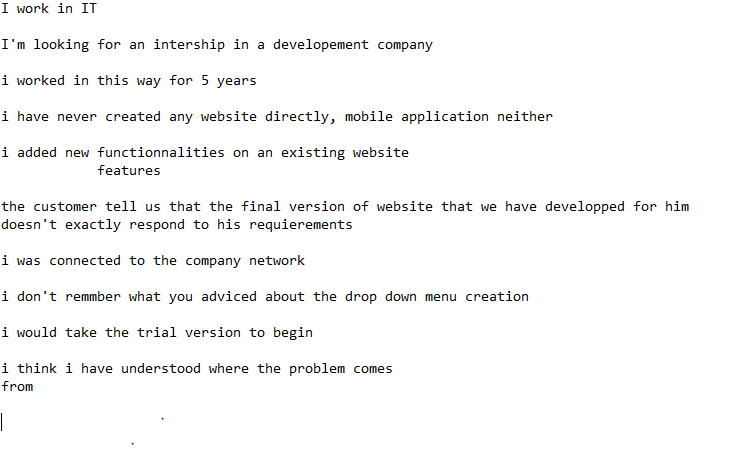 I work in IT
I'm looking for an intership in a developement company
i worked in this way for 5 years
i have never created any website directly, mobile application neither
i added new functionnalities on an existing website
features
the customer tell us that the final version of website that we have developped for him
doesn't exactly respond to his requierements
i was connected to the company network
i don't remmber what you adviced about the drop down menu creation
i would take the trial version to begin
i think i have understood where the problem comes
from